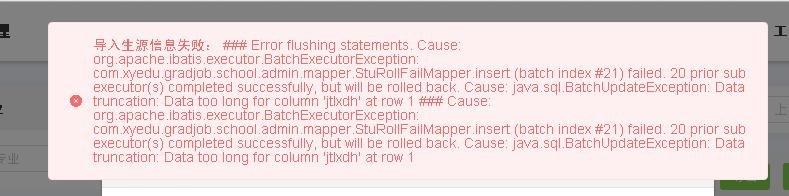 导入生源信息失败： ### Error flushing statements. Cause:
org.apache.ibatis.executor.BatchExecutorException:
com.xyedu.gradjob.school.admin.mapper.StuRollFailMapper.insert (batch index #21) failed. 20 prior sub
executor(s) completed successfully, but will be rolled back. Cause: java.sql.BatchUpdateException: Data
truncation: Data too long for column 'jtlxdh' at row 1 ### Cause:
org.apache.ibatis.executor.BatchExecutorException:
com.xyedu.gradjob.school.admin.mapper.StuRollFailMapper.insert (batch index #21) failed. 20 prior sub
executor(s) completed successfully, but will be rolled back. Cause: java.sql.BatchUpdateException: Data
truncation: Data too long for column 'jtlxdh' at row 1
工
上
专业